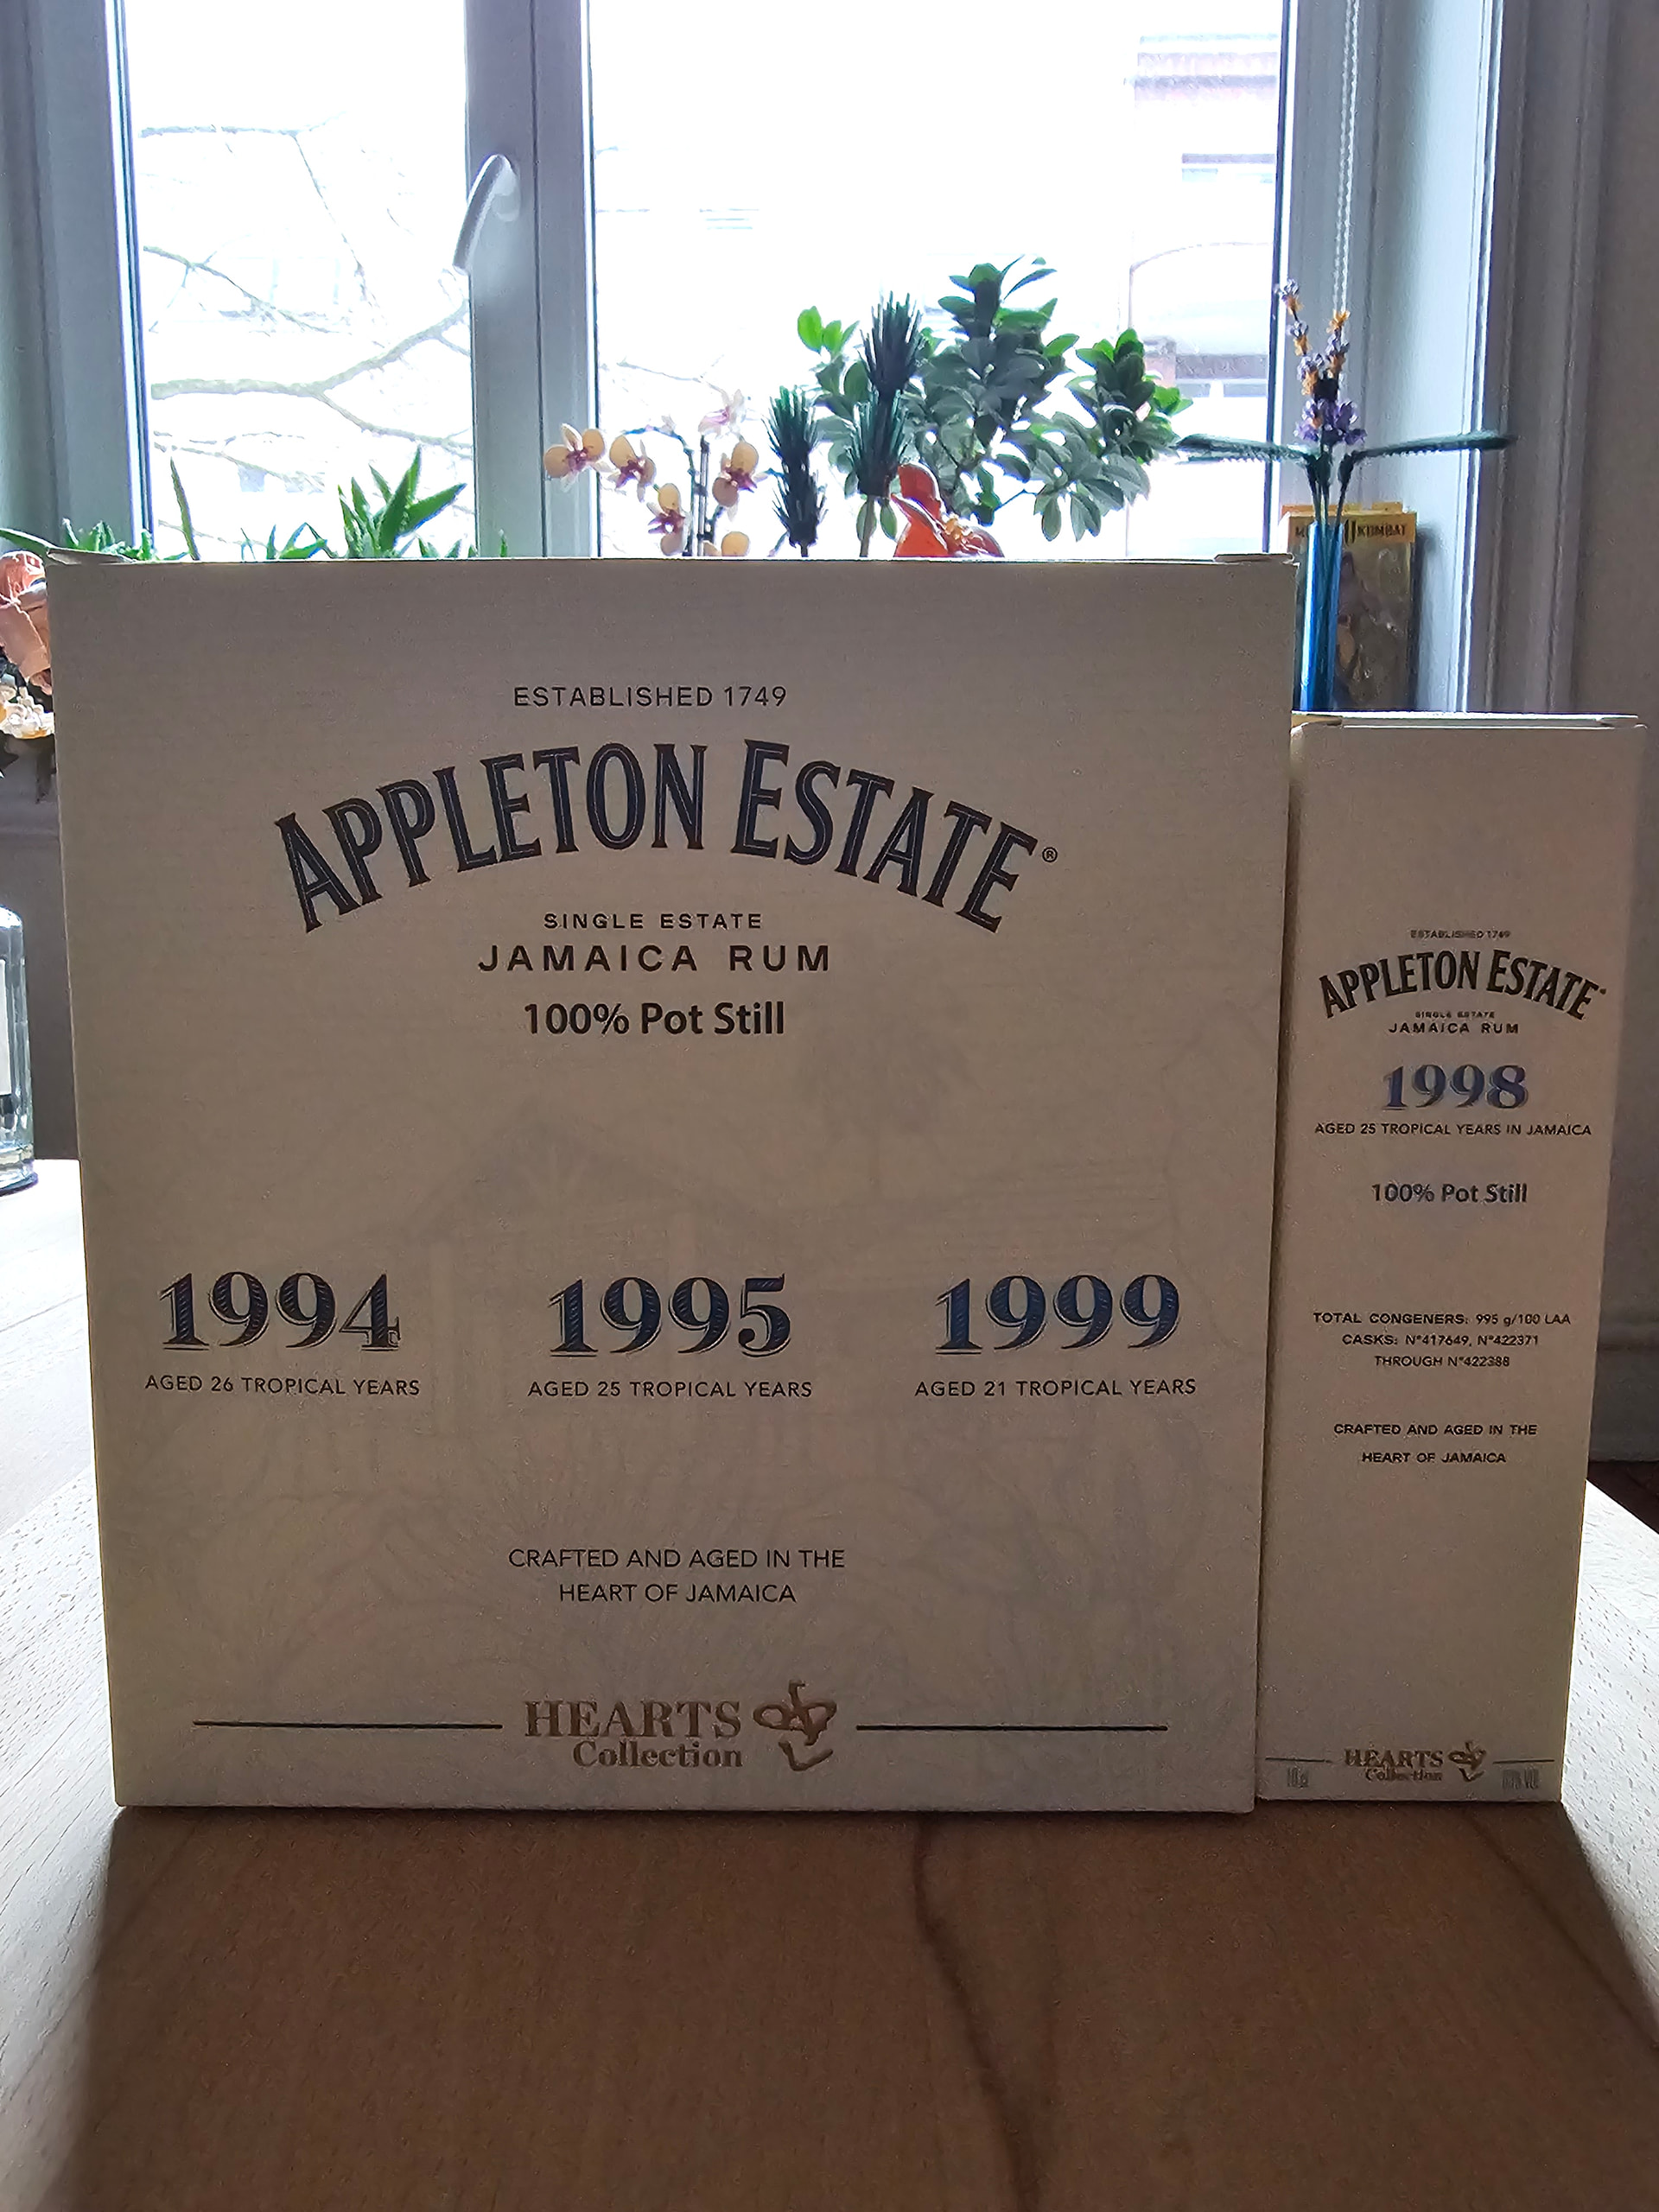 ESTABLISHED 1749
APPLETON ESTATE®
SINGLE ESTATE
JAMAICA RUM
100% Pot Still
1994
AGED 26 TROPICAL YEARS
1995
AGED 25 TROPICAL YEARS
1999
AGED 21 TROPICAL YEARS
CRAFTED AND AGED IN THE
HEART OF JAMAICA
HEARTS
Collection
KOMBAT
ESTABLISHED 1749
APPLETON ESTATE
SINGLE ESTATE
JAMAICA RUM
1998
AGED 25 TROPICAL YEARS IN JAMAICA
100% Pot Still
TOTAL CONGENERS: 995 g/100 LAA
CASKS: N°417649, N°422371
THROUGH N°422388
CRAFTED AND AGED IN THE
HEART OF JAMAICA
HEARTS
Collection
10 cl